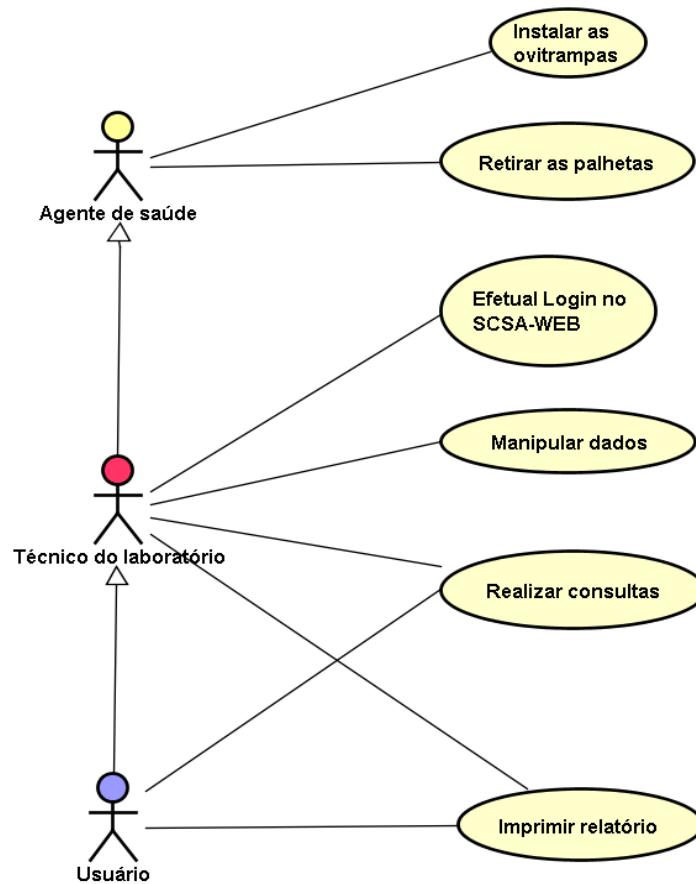 Instalar as
ovitrampas
Retirar as palhetas
Agente de saúde
Efetual Login no
SCSA-WEB
Manipular dados
Técnico do laboratório
Realizar consultas
Imprimir relatório
Usuário